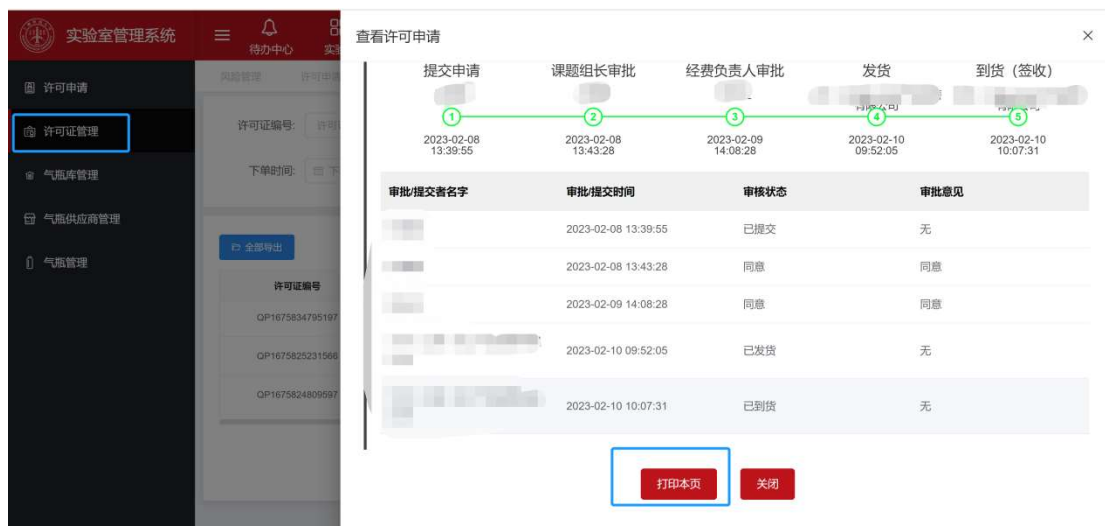 实验室管理系统
待办中心
许可申请
许可证管理
气瓶库管理
气瓶供应商管理
气瓶管理
风险管理
许可证编号:
下单时间:
全部导出
许可证编号
QP1675834795197
QP1675825231566
QP1675824809597
查看许可申请
提交申请 课题组长审批 经费负责人审批 发货 到货（签收）
1 2 3 4 5
2023-02-08 2023-02-08 2023-02-09 2023-02-10 2023-02-10
13:39:55 13:43:28 14:08:28 09:52:05 10:07:31
审批/提交者名字 审批/提交时间 审核状态 审批意见
2023-02-08 13:39:55 已提交 无
2023-02-08 13:43:28 同意 同意
2023-02-09 14:08:28 同意 同意
2023-02-10 09:52:05 已发货 无
2023-02-10 10:07:31 已到货 无
打印本页 关闭